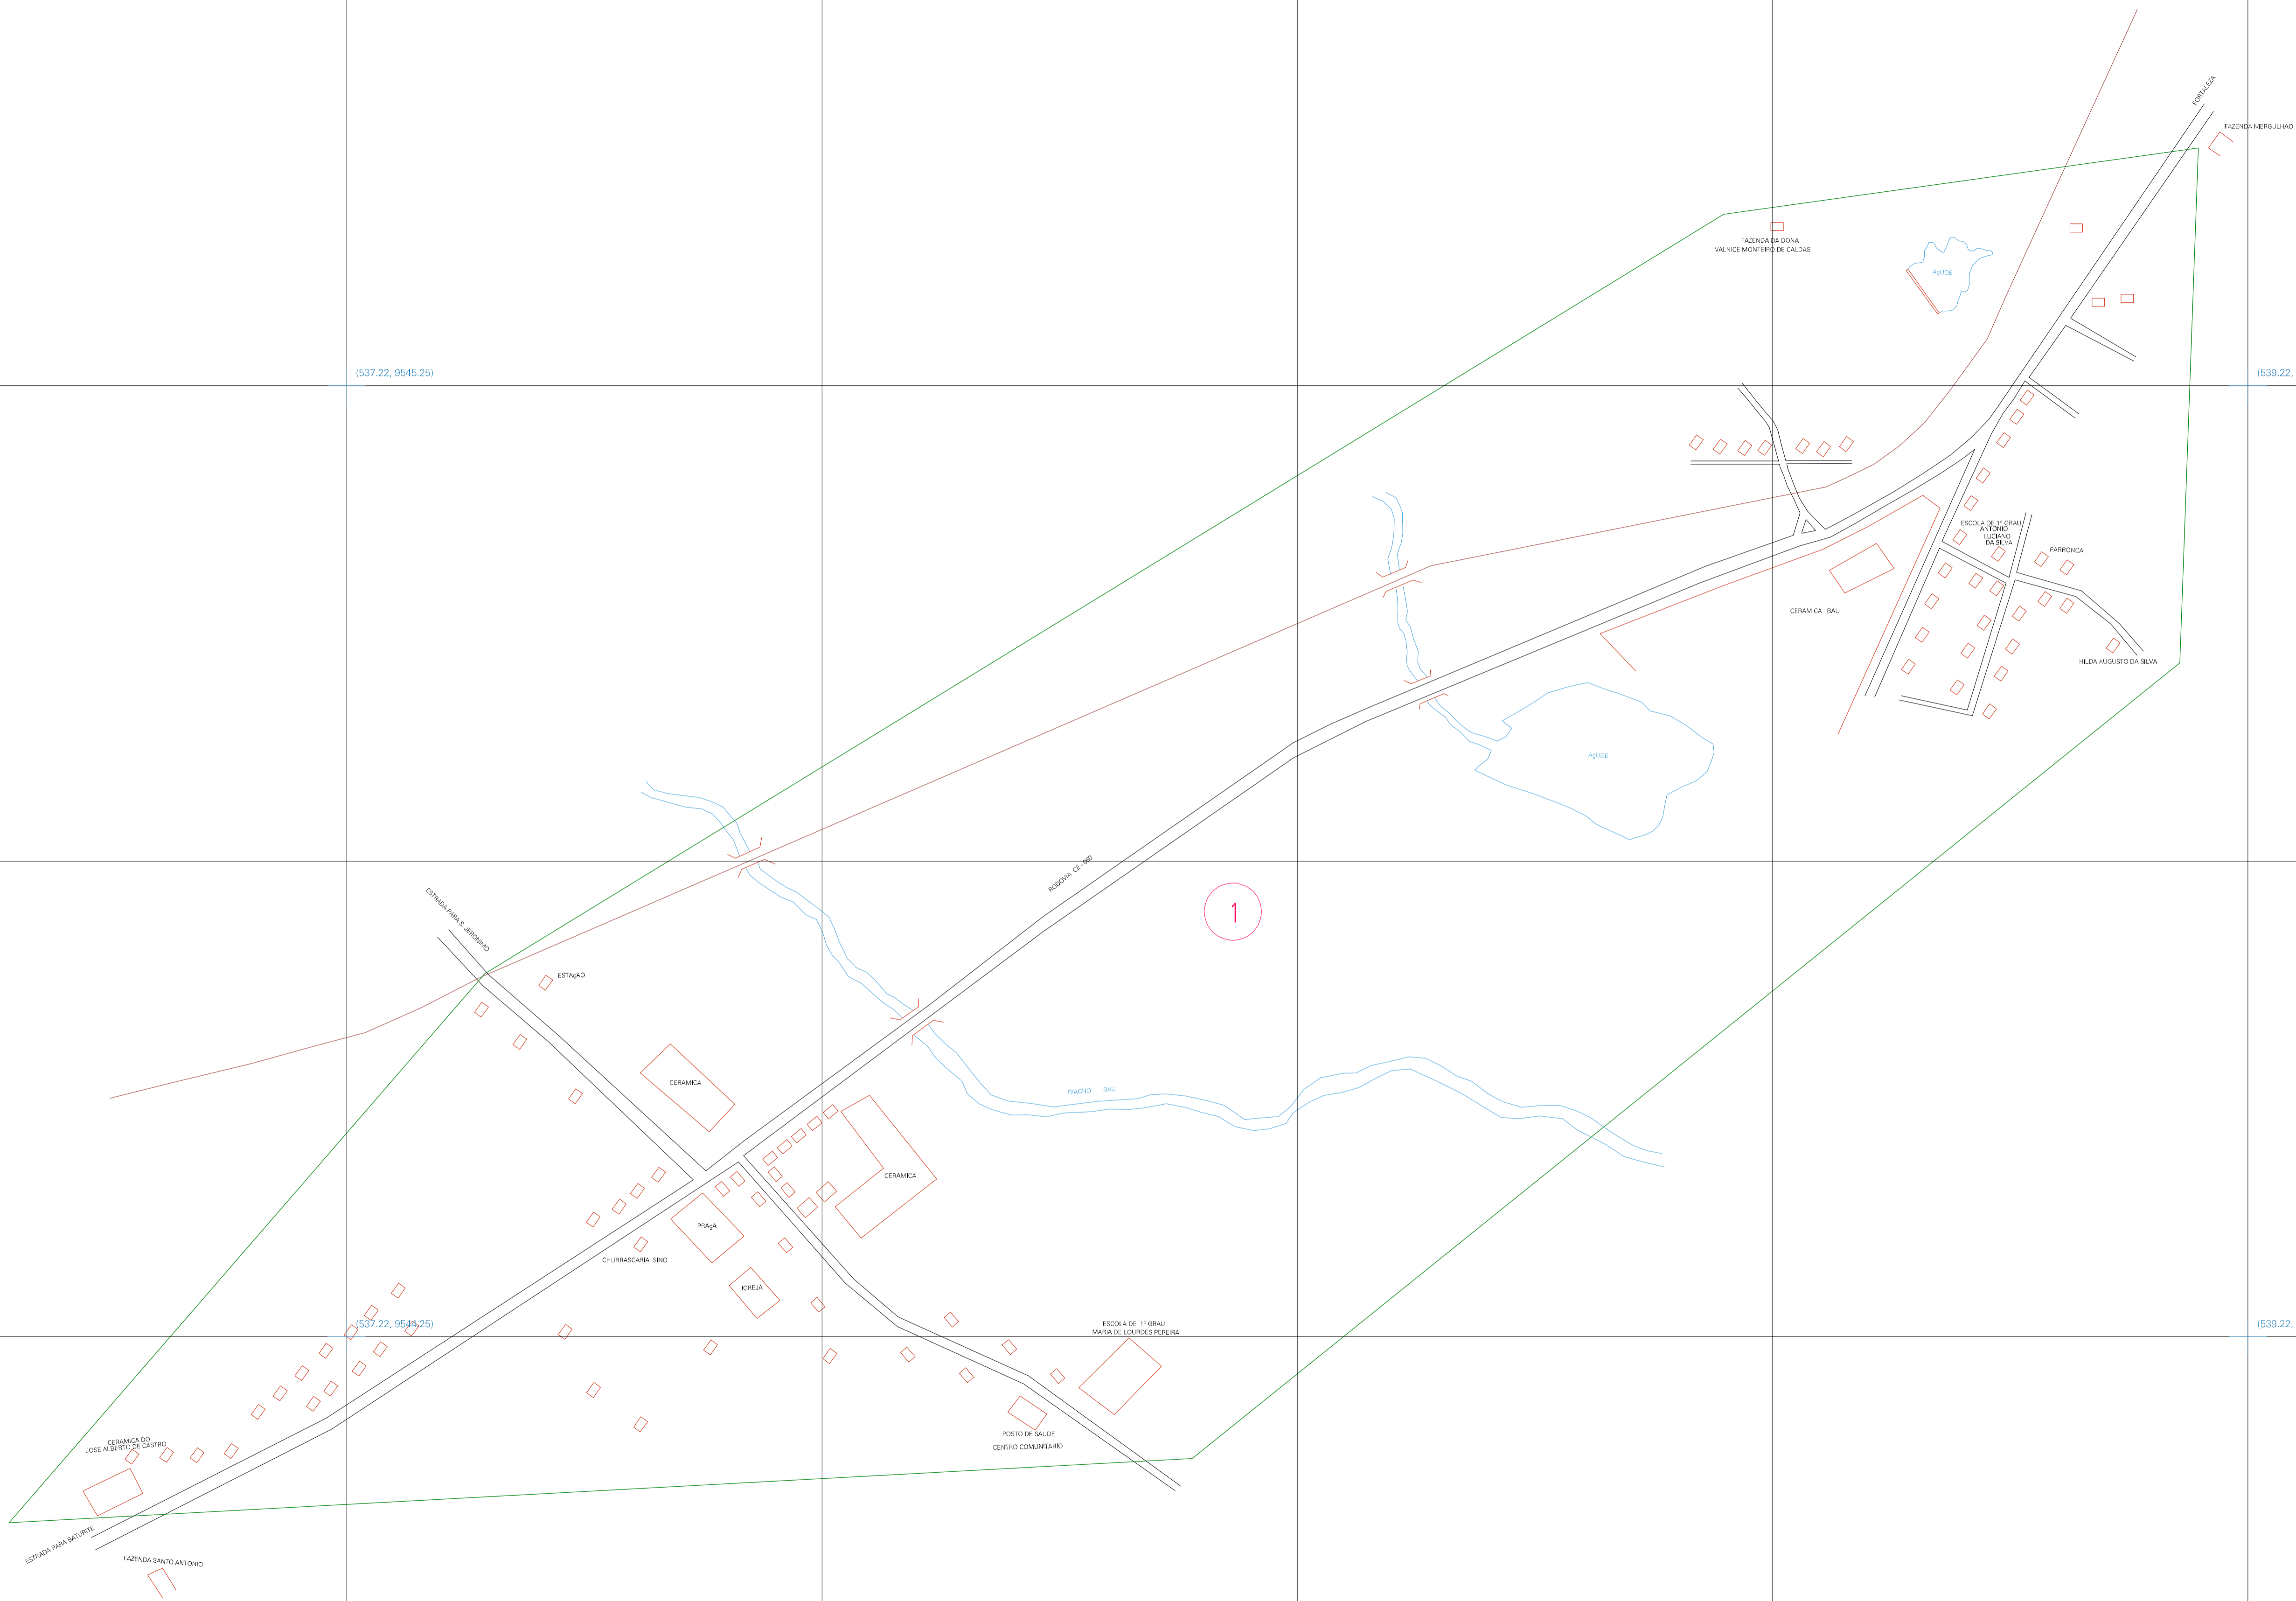 FORTALEZA
FAZENDA MERGULHAO
FAZENDA DA DONA
VALNICE MONTEIRO DE CALDAS
AçUDE
(537.22, 9545.25)
(539.22,
ESCOLA DE 1º GRAU
ANTONIO
LUCIANO
DA SILVA
PARRONCA
CERAMICA BAU
HILDA AUGUSTO DA SILVA
AçUDE
RODOVIA CE - 060
1
ESTRADA PARA S. JERONIMO
ESTAçAO
CERAMICA
RIACHO BAU
CERAMICA
PRAçA
CHURRASCARIA SINO
IGREJA
(537.22, 9544.25)
(539.22,
ESCOLA DE 1º GRAU
MARIA DE LOURDES PEREIRA
POSTO DE SAUDE
CENTRO COMUNITARIO
CERAMICA DO
JOSE ALBERTO DE CASTRO
ESTRADA PARA BATURITE
FAZENDA SANTO ANTONIO